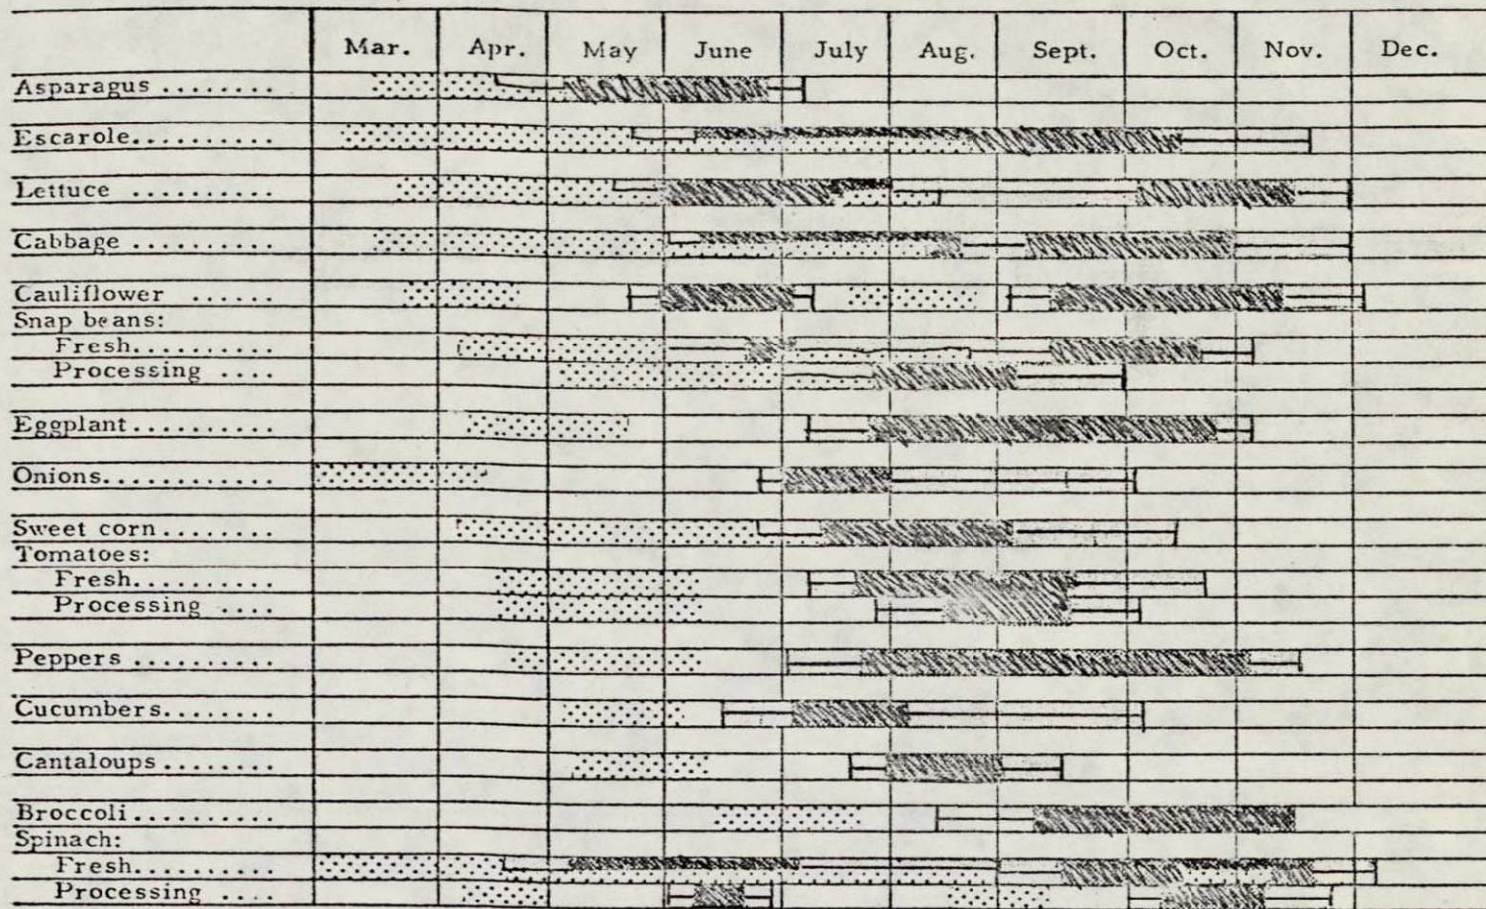 Mar. Apr. May June July Aug. Sept. Oct. Nov. Dec.
Asparagus ........
Escarole..........
Lettuce ..........
Cabbage ..........
Cauliflower ......
Snap beans:
Fresh..........
Processing ....
Eggplant..........
Onions............
Sweet corn........
Tomatoes:
Fresh..........
Processing ....
Peppers ..........
Cucumbers........
Cantaloups........
Broccoli..........
Spinach:
Fresh..........
Processing ....